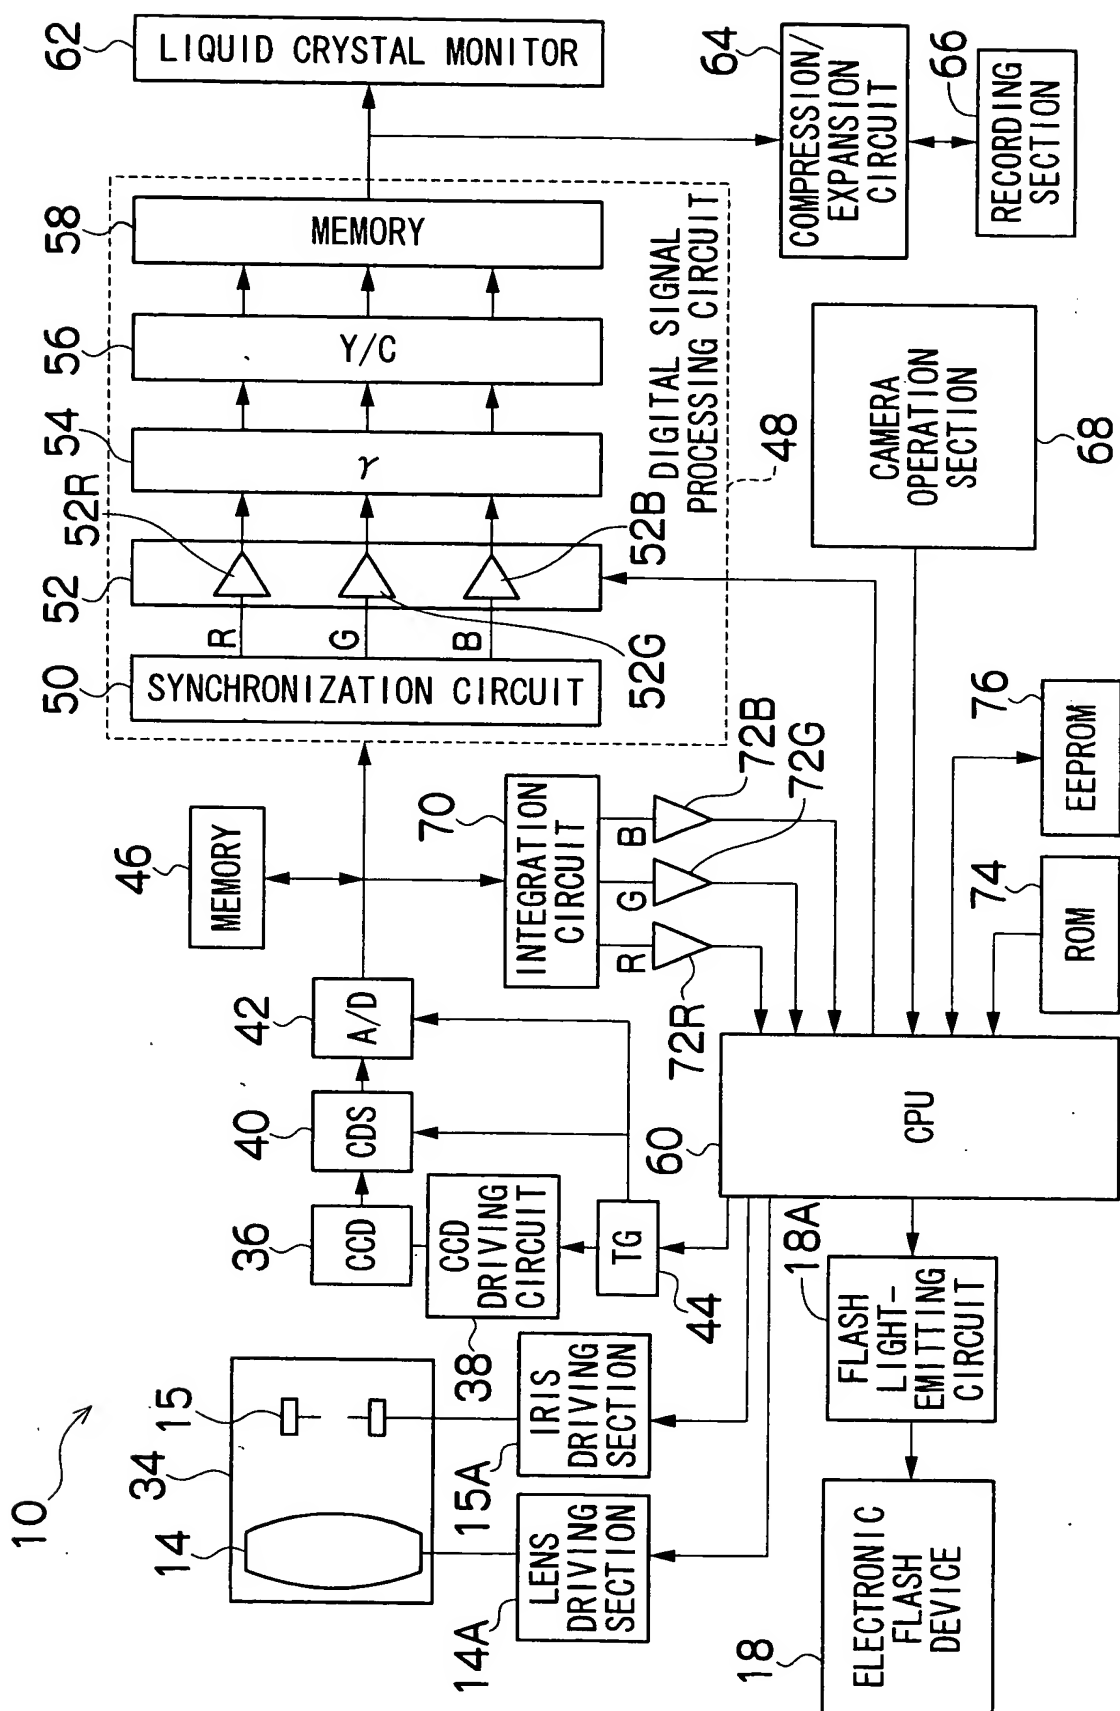 10
34
14
15
14A
LENS
DRIVING
SECTION
15A
IRIS
DRIVING
SECTION
36
CCD
38
CCD
DRIVING
CIRCUIT
40
CDS
42
A/D
44
TG
46
MEMORY
50
SYNCHRONIZATION CIRCUIT
R
G
B
52
52R
52G
52B
54
γ
56
Y/C
58
MEMORY
DIGITAL SIGNAL
PROCESSING CIRCUIT
48
62
LIQUID CRYSTAL MONITOR
64
COMPRESSION/
EXPANSION
CIRCUIT
66
RECORDING
SECTION
70
INTEGRATION
CIRCUIT
R
G
B
72R
72G
72B
60
CPU
68
CAMERA
OPERATION
SECTION
74
ROM
76
EEPROM
18A
FLASH
LIGHT-
EMITTING
CIRCUIT
18
ELECTRONIC
FLASH
DEVICE